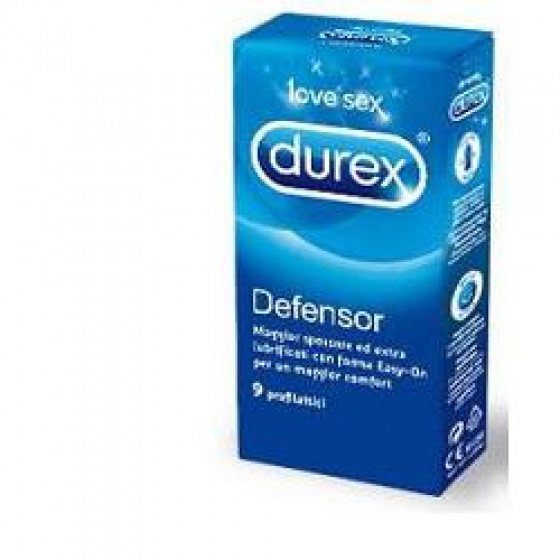 love sex
durex®
Defensor
Maggior spessore ed extra
lubrificati con forma Easy-On
per un maggior comfort
9 profilattici
CE